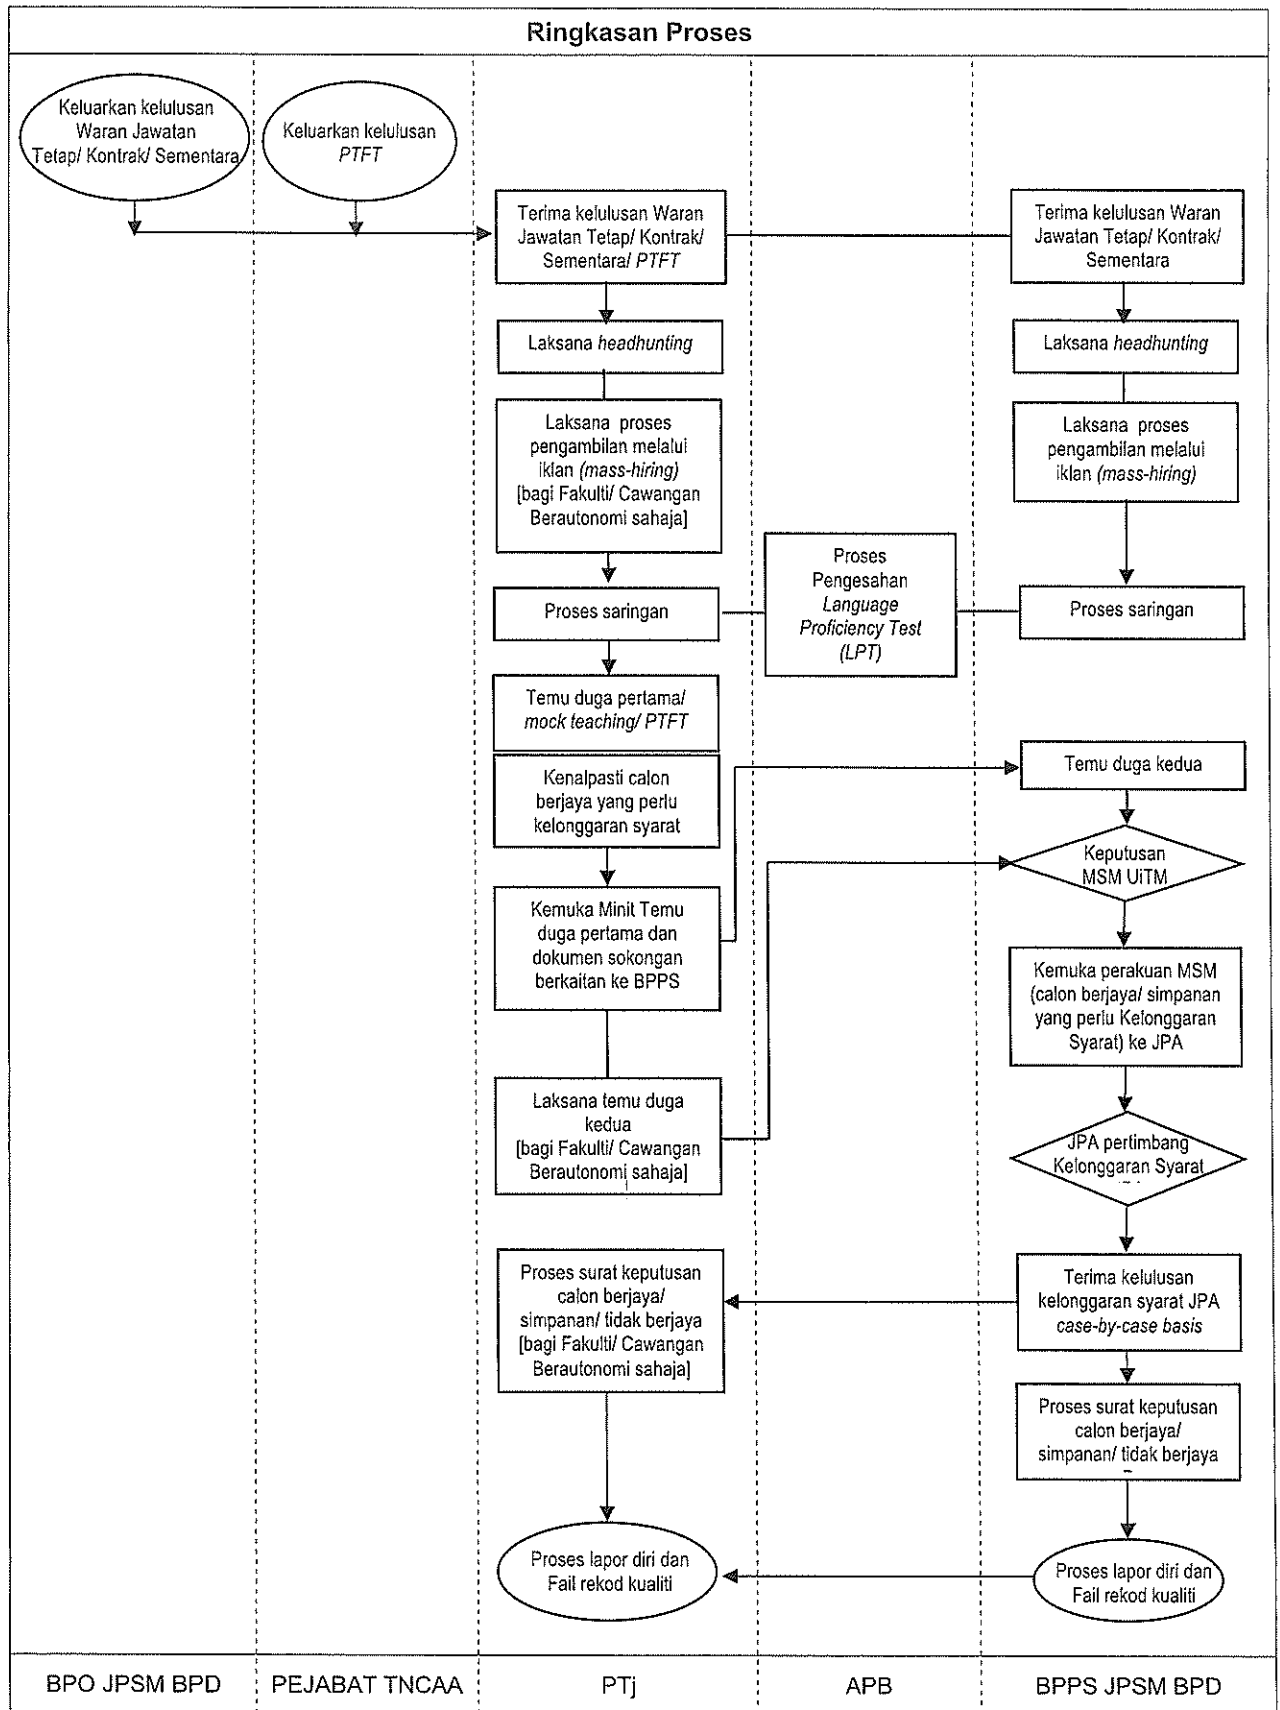 Ringkasan Proses
Keluarkan kelulusan
Waran Jawatan
Tetap/ Kontrak/ Sementara
Keluarkan kelulusan
PTFT
Terima kelulusan Waran
Jawatan Tetap/ Kontrak/
Sementara/ PTFT
Terima kelulusan Waran
Jawatan Tetap/ Kontrak/
Sementara
Laksana headhunting
Laksana headhunting
Laksana proses
pengambilan melalui
iklan (mass-hiring)
[bagi Fakulti/ Cawangan
Berautonomi sahaja]
Laksana proses
pengambilan melalui
iklan (mass-hiring)
Proses saringan
Proses
Pengesahan
Language
Proficiency Test
(LPT)
Proses saringan
Temu duga pertama/
mock teaching/ PTFT
Kenalpasti calon
berjaya yang perlu
kelonggaran syarat
Temu duga kedua
Keputusan
MSM UiTM
Kemuka Minit Temu
duga pertama dan
dokumen sokongan
berkaitan ke BPPS
Kemuka perakuan MSM
(calon berjaya/ simpanan
yang perlu Kelonggaran
Syarat) ke JPA
Laksana temu duga
kedua
[bagi Fakulti/ Cawangan
Berautonomi sahaja]
JPA pertimbang
Kelonggaran Syarat
Proses surat keputusan
calon berjaya/
simpanan/ tidak berjaya
[bagi Fakulti/ Cawangan
Berautonomi sahaja]
Terima kelulusan
kelonggaran syarat JPA
case-by-case basis
Proses surat keputusan
calon berjaya/
simpanan/ tidak berjaya
Proses lapor diri dan
Fail rekod kualiti
Proses lapor diri dan
Fail rekod kualiti
BPO JPSM BPD
PEJABAT TNCAA
PTj
APB
BPPS JPSM BPD